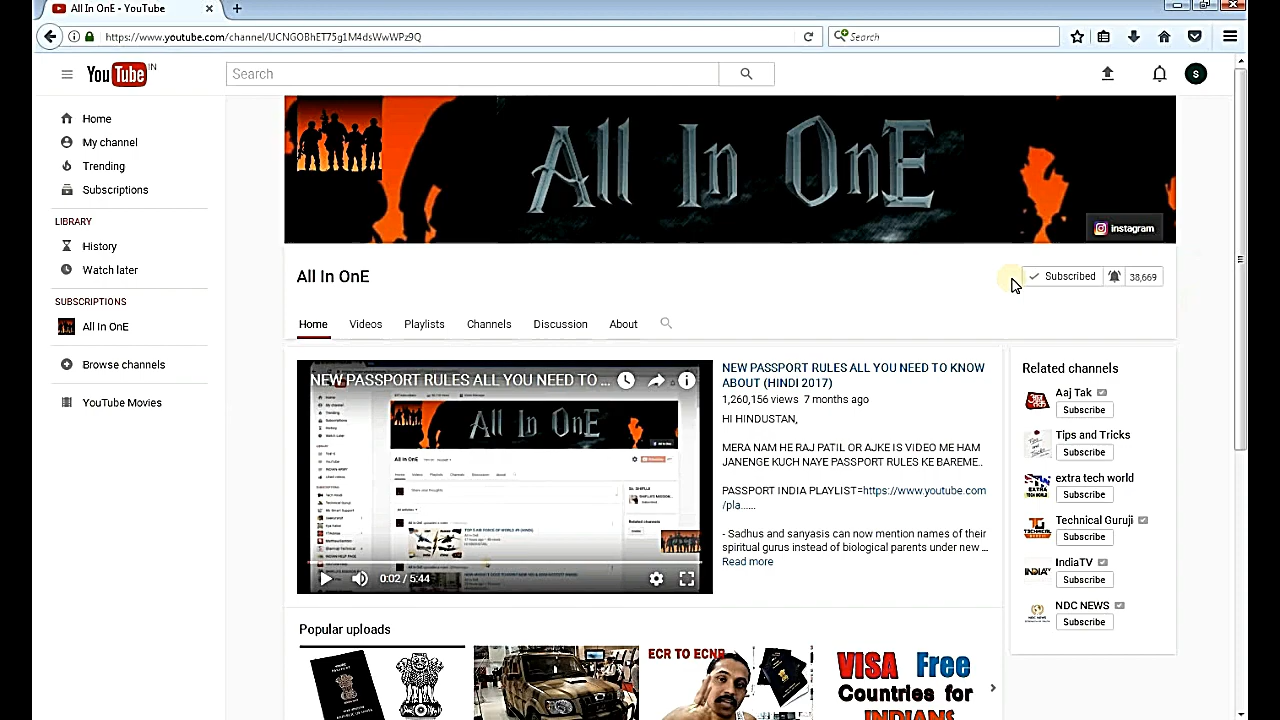 All In OnE - YouTube
https://www.youtube.com/channel/UCNGOBhET75g1M4dsWwWPz9Q
Search
YouTube IN
Search
S
Home
My channel
Trending
Subscriptions
LIBRARY
History
Watch later
SUBSCRIPTIONS
All In OnE
Browse channels
YouTube Movies
All In OnE
Instagram
All In OnE
Subscribed
38,669
Home
Videos
Playlists
Channels
Discussion
About
NEW PASSPORT RULES ALL YOU NEED TO ...
All In OnE
0:02 / 5:44
NEW PASSPORT RULES ALL YOU NEED TO KNOW
ABOUT (HINDI 2017)
1,260,156 views 7 months ago
HI HINDUSTAN,
MERA NAM HE RAJ PATIL OR AJKE IS VIDEO ME HAM
JANENGE KUCH NAYE PASSPORT RULES KE BAREME..
PASSPORT INDIA PLAYLIST=https://www.youtube.com
/pla......
- Sadhus and sanyasis can now mention names of their
spiritual gurus instead of biological parents under new ...
Read more
Related channels
Aaj Tak
Subscribe
Tips and Tricks
Subscribe
extra tech world
Subscribe
Technical Guruji
Subscribe
IndiaTV
Subscribe
NDC NEWS
Subscribe
Popular uploads
ECR TO ECNR
VISA Free
Countries for
INDIANS